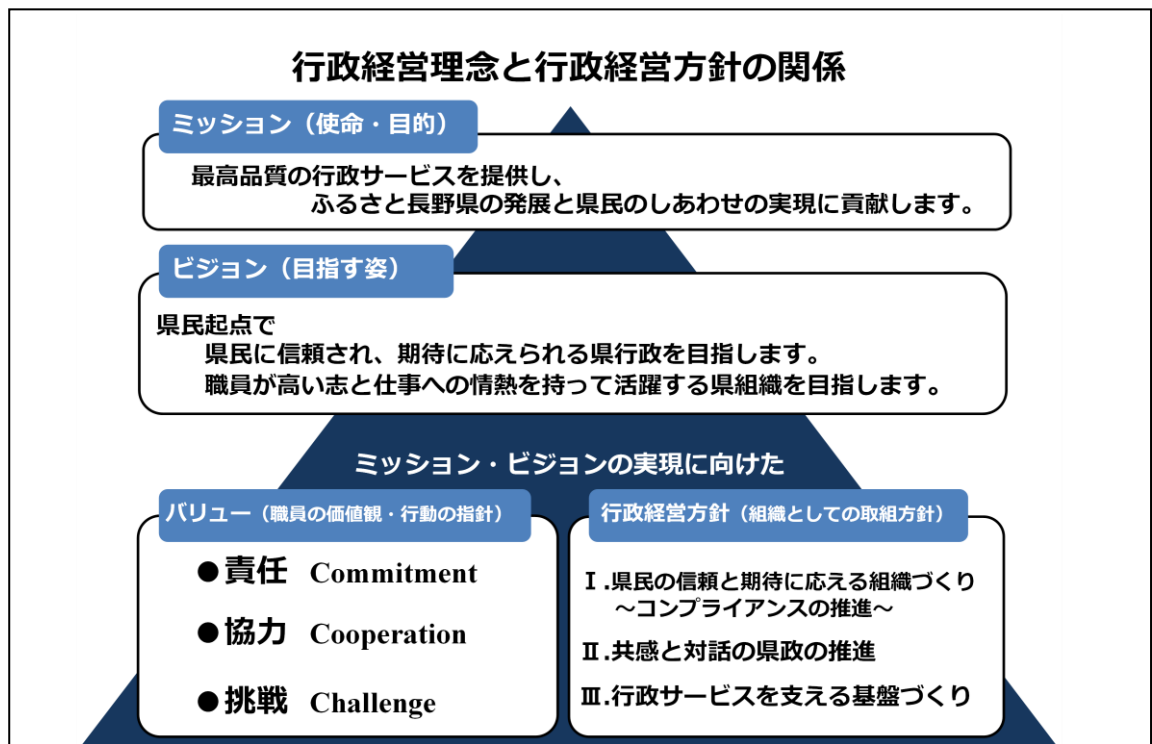 行政経営理念と行政経営方針の関係
ミッション（使命・目的）
最高品質の行政サービスを提供し、
ふるさと長野県の発展と県民のしあわせの実現に貢献します。
ビジョン（目指す姿）
県民起点で
県民に信頼され、期待に応えられる県行政を目指します。
職員が高い志と仕事への情熱を持って活躍する県組織を目指します。
ミッション・ビジョンの実現に向けた
バリュー（職員の価値観・行動の指針）
●責任 Commitment
●協力 Cooperation
●挑戦 Challenge
行政経営方針（組織としての取組方針）
Ⅰ.県民の信頼と期待に応える組織づくり
～コンプライアンスの推進～
Ⅱ.共感と対話の県政の推進
Ⅲ.行政サービスを支える基盤づくり